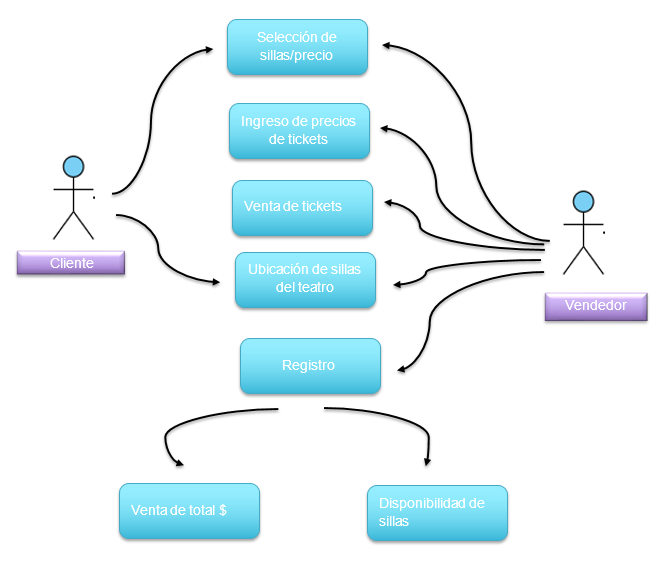 Selección de
sillas/precio
Ingreso de precios
de tickets
Venta de tickets
Ubicación de sillas
del teatro
Cliente
Vendedor
Registro
Venta de total $
Disponibilidad de
sillas